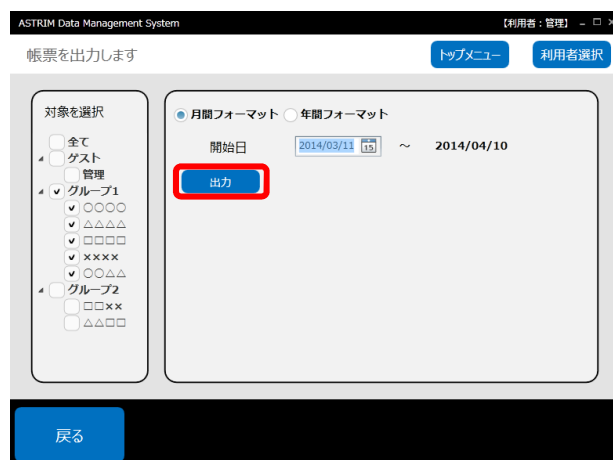 ASTRIM Data Management System
【利用者：管理】
帳票を出力します
トップメニュー
利用者選択
対象を選択
全て
ゲスト
管理
グループ1
○○○○
△△△△
□□□□
××××
○○△△
グループ2
□□××
△△□□
月間フォーマット 年間フォーマット
開始日 2014/03/11 15 ～ 2014/04/10
出力
戻る